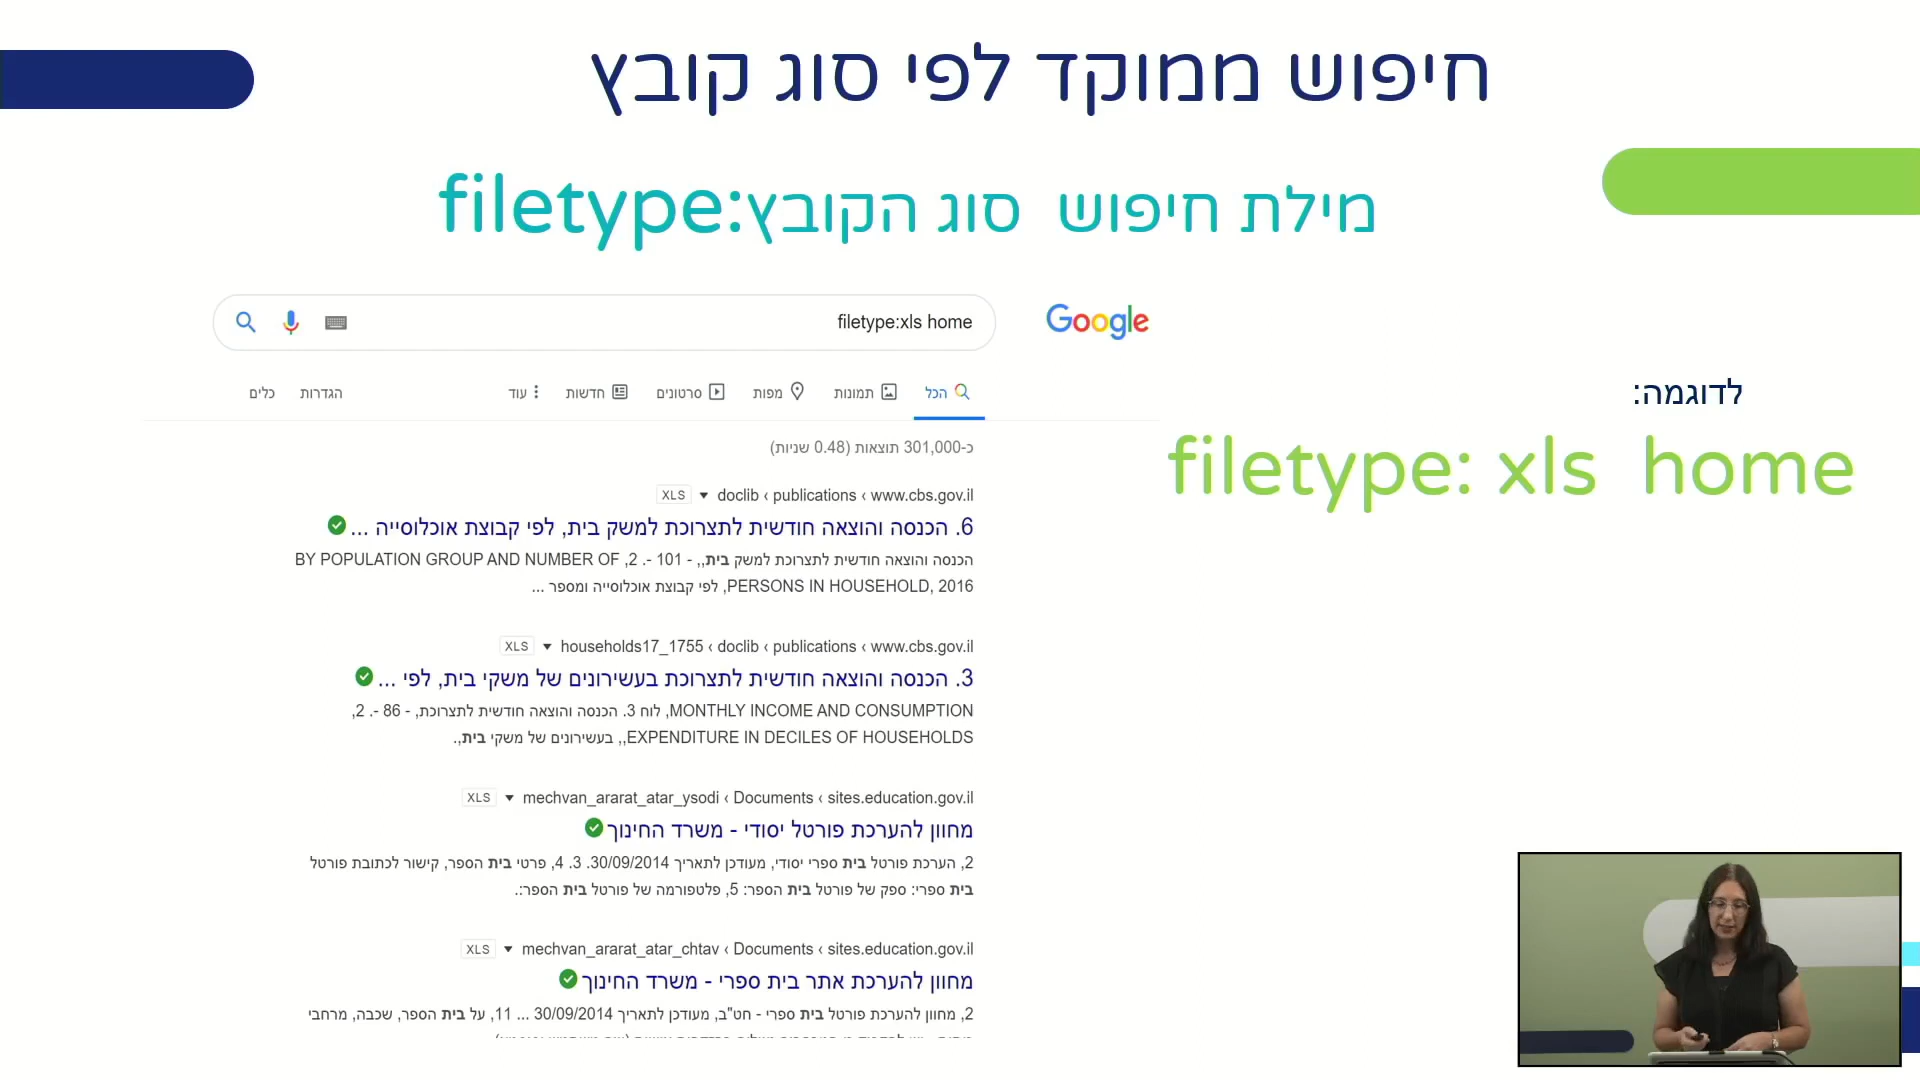 חיפוש ממוקד לפי סוג קובץ
מילת חיפוש  סוג הקובץ:filetype
filetype:xls home
Google
הכל
תמונות
מפות
סרטונים
חדשות
עוד
הגדרות
כלים
כ-301,000 תוצאות (0.48 שניות)
www.cbs.gov.il › publications › doclib ▼ XLS
6. הכנסה והוצאה חודשית לתצרוכת למשק בית, לפי קבוצת אוכלוסייה ...
הכנסה והוצאה חודשית לתצרוכת למשק בית,, - 101 -. 2, BY POPULATION GROUP AND NUMBER OF
PERSONS IN HOUSEHOLD, 2016, לפי קבוצת אוכלוסייה ומספר ...
www.cbs.gov.il › publications › doclib › households17_1755 ▼ XLS
3. הכנסה והוצאה חודשית לתצרוכת בעשירונים של משקי בית, לפי ...
MONTHLY INCOME AND CONSUMPTION, לוח 3. הכנסה והוצאה חודשית לתצרוכת, - 86 -. 2,
EXPENDITURE IN DECILES OF HOUSEHOLDS,, בעשירונים של משקי בית,.
sites.education.gov.il › Documents › mechvan_ararat_atar_ysodi ▼ XLS
מחוון להערכת פורטל יסודי - משרד החינוך
2, הערכת פורטל בית ספרי יסודי, מעודכן לתאריך 30/09/2014. 3. 4, פרטי בית הספר, קישור לכתובת פורטל
בית ספרי: ספק של פורטל בית הספר: 5, פלטפורמה של פורטל בית הספר:.
sites.education.gov.il › Documents › mechvan_ararat_atar_chtav ▼ XLS
מחוון להערכת אתר בית ספרי - משרד החינוך
2, מחוון להערכת פורטל בית ספרי - חט"ב, מעודכן לתאריך 30/09/2014 ... 11, על בית הספר, שכבה, מרחבי
לדוגמה:
filetype: xls  home